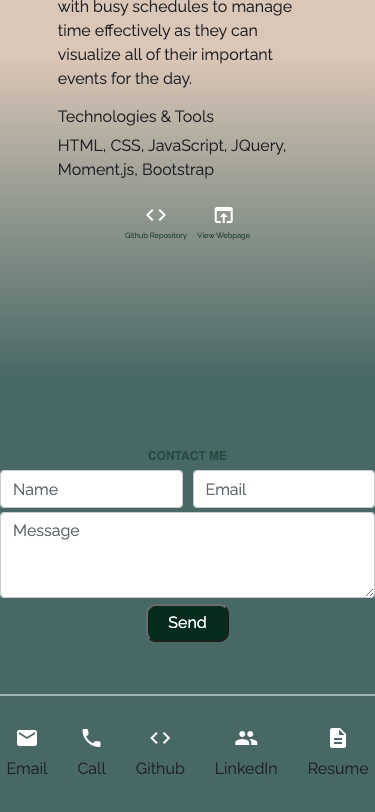 with busy schedules to manage
time effectively as they can
visualize all of their important
events for the day.
Technologies & Tools
HTML, CSS, JavaScript, JQuery,
Moment.js, Bootstrap
Github Repository View Webpage
CONTACT ME
Name Email
Message
Send
Email Call Github LinkedIn Resume